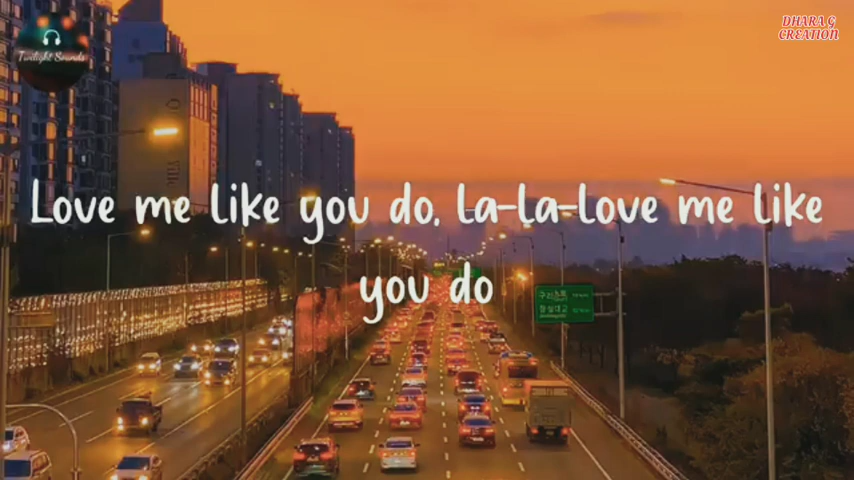 Twilight Sounds
DHARA G
CREATION
Love me like you do, la-la-love me like
you do